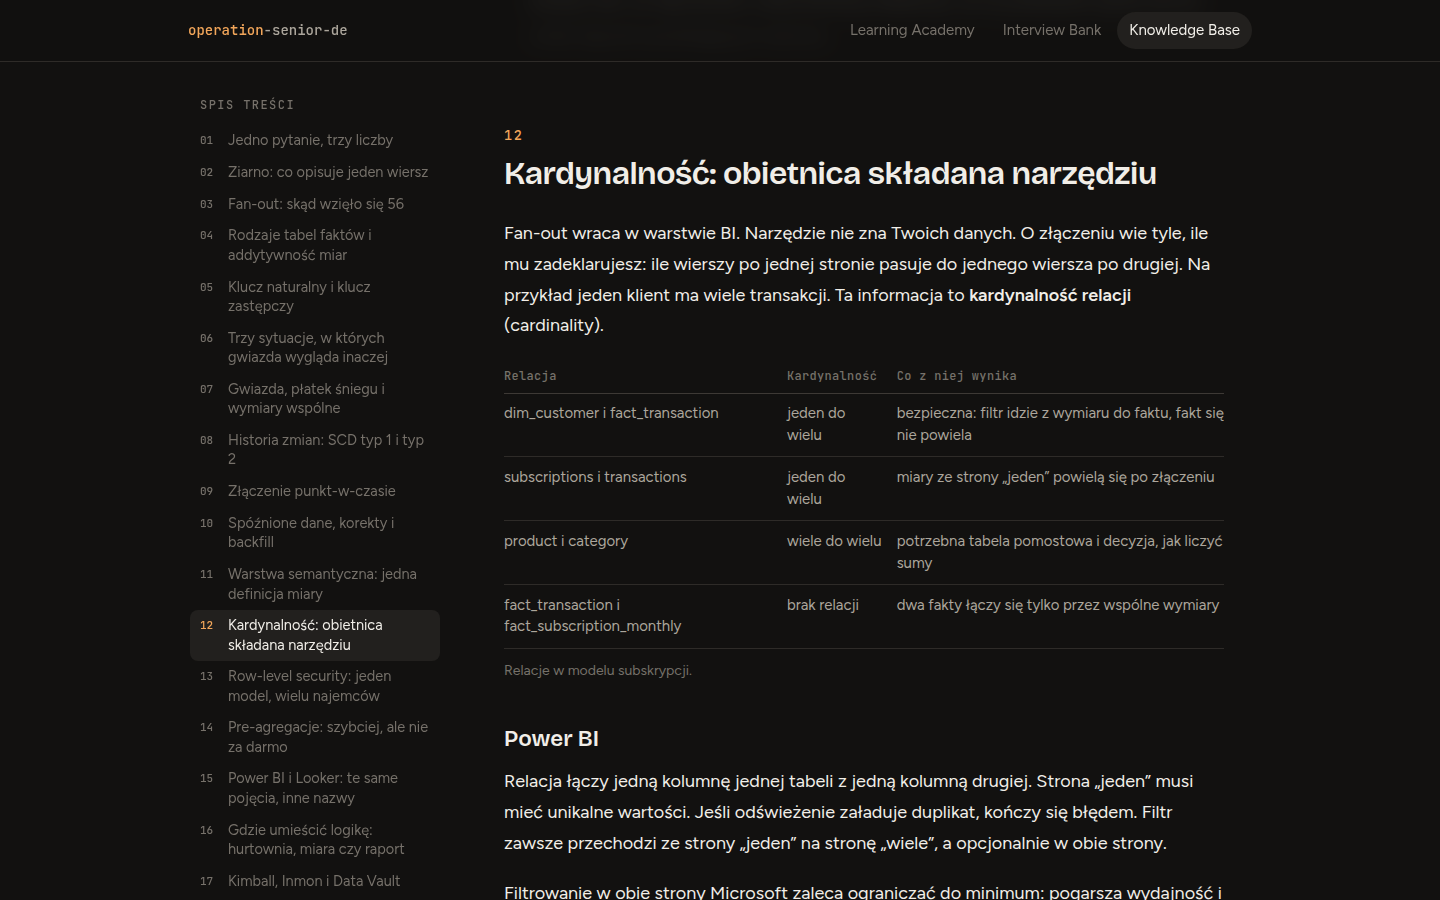 operation-senior-de
Learning Academy
Interview Bank
Knowledge Base
SPIS TREŚCI
01 Jedno pytanie, trzy liczby
02 Ziarno: co opisuje jeden wiersz
03 Fan-out: skąd wzięło się 56
04 Rodzaje tabel faktów i
addytywność miar
05 Klucz naturalny i klucz
zastępczy
06 Trzy sytuacje, w których
gwiazda wygląda inaczej
07 Gwiazda, płatek śniegu i
wymiary wspólne
08 Historia zmian: SCD typ 1 i typ
2
09 Złączenie punkt-w-czasie
10 Spóźnione dane, korekty i
backfill
11 Warstwa semantyczna: jedna
definicja miary
12 Kardynalność: obietnica
składana narzędziu
13 Row-level security: jeden
model, wielu najemców
14 Pre-agregacje: szybciej, ale nie
za darmo
15 Power BI i Looker: te same
pojęcia, inne nazwy
16 Gdzie umieścić logikę:
hurtownia, miara czy raport
17 Kimball, Inmon i Data Vault
12
Kardynalność: obietnica składana narzędziu
Fan-out wraca w warstwie BI. Narzędzie nie zna Twoich danych. O złączeniu wie tyle, ile
mu zadeklarujesz: ile wierszy po jednej stronie pasuje do jednego wiersza po drugiej. Na
przykład jeden klient ma wiele transakcji. Ta informacja to kardynalność relacji
(cardinality).
Relacja Kardynalność Co z niej wynika
dim_customer i fact_transaction jeden do bezpieczna: filtr idzie z wymiaru do faktu, fakt się
wielu nie powiela
subscriptions i transactions jeden do miary ze strony „jeden” powielą się po złączeniu
wielu
product i category wiele do wielu potrzebna tabela pomostowa i decyzja, jak liczyć
sumy
fact_transaction i brak relacji dwa fakty łączy się tylko przez wspólne wymiary
fact_subscription_monthly
Relacje w modelu subskrypcji.
Power BI
Relacja łączy jedną kolumnę jednej tabeli z jedną kolumną drugiej. Strona „jeden” musi
mieć unikalne wartości. Jeśli odświeżenie załaduje duplikat, kończy się błędem. Filtr
zawsze przechodzi ze strony „jeden” na stronę „wiele”, a opcjonalnie w obie strony.
Filtrowanie w obie strony Microsoft zaleca ograniczać do minimum: pogarsza wydajność i